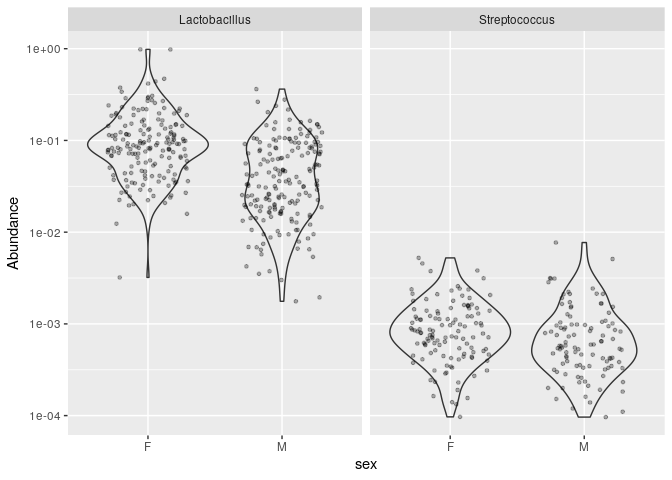 Lactobacillus
Streptococcus
1e+00
1e-01
1e-02
1e-03
1e-04
Abundance
F
M
F
M
sex